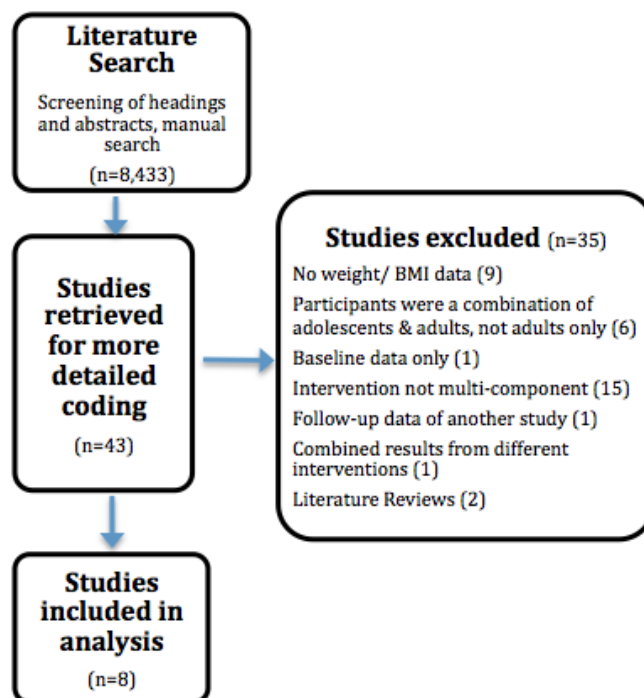 Literature
Search
Screening of headings
and abstracts, manual
search
(n=8,433)
Studies
retrieved
for more
detailed
coding
(n=43)
Studies excluded (n=35)
No weight/ BMI data (9)
Participants were a combination of
adolescents & adults, not adults only (6)
Baseline data only (1)
Intervention not multi-component (15)
Follow-up data of another study (1)
Combined results from different
interventions (1)
Literature Reviews (2)
Studies
included in
analysis
(n=8)